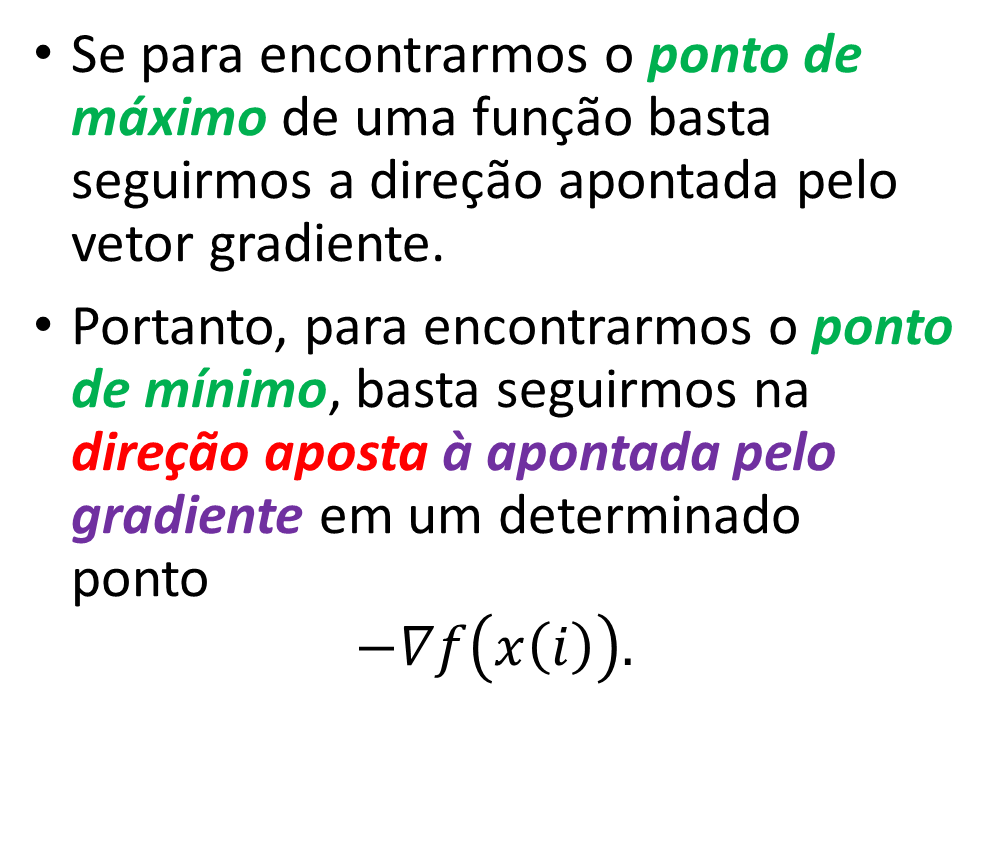 • Se para encontrarmos o ponto de
máximo de uma função basta
seguirmos a direção apontada pelo
vetor gradiente.
• Portanto, para encontrarmos o ponto
de mínimo, basta seguirmos na
direção aposta à apontada pelo
gradiente em um determinado
ponto
−∇f(x(i)).